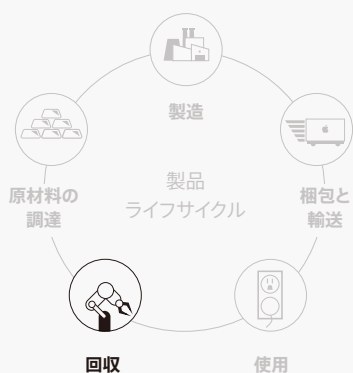 製造
原材料の
調達
製品
ライフサイクル
梱包と
輸送
回収
使用